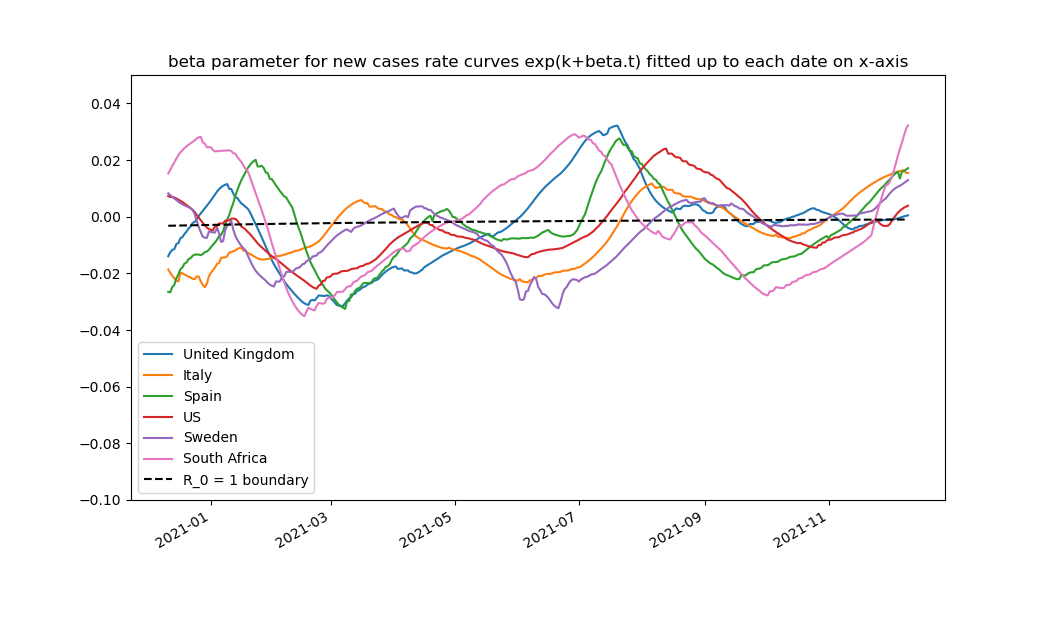 beta parameter for new cases rate curves exp(k+beta.t) fitted up to each date on x-axis
0.04
0.02
0.00
−0.02
−0.04
−0.06
−0.08
−0.10
United Kingdom
Italy
Spain
US
Sweden
South Africa
R_0 = 1 boundary
2021-01
2021-03
2021-05
2021-07
2021-09
2021-11